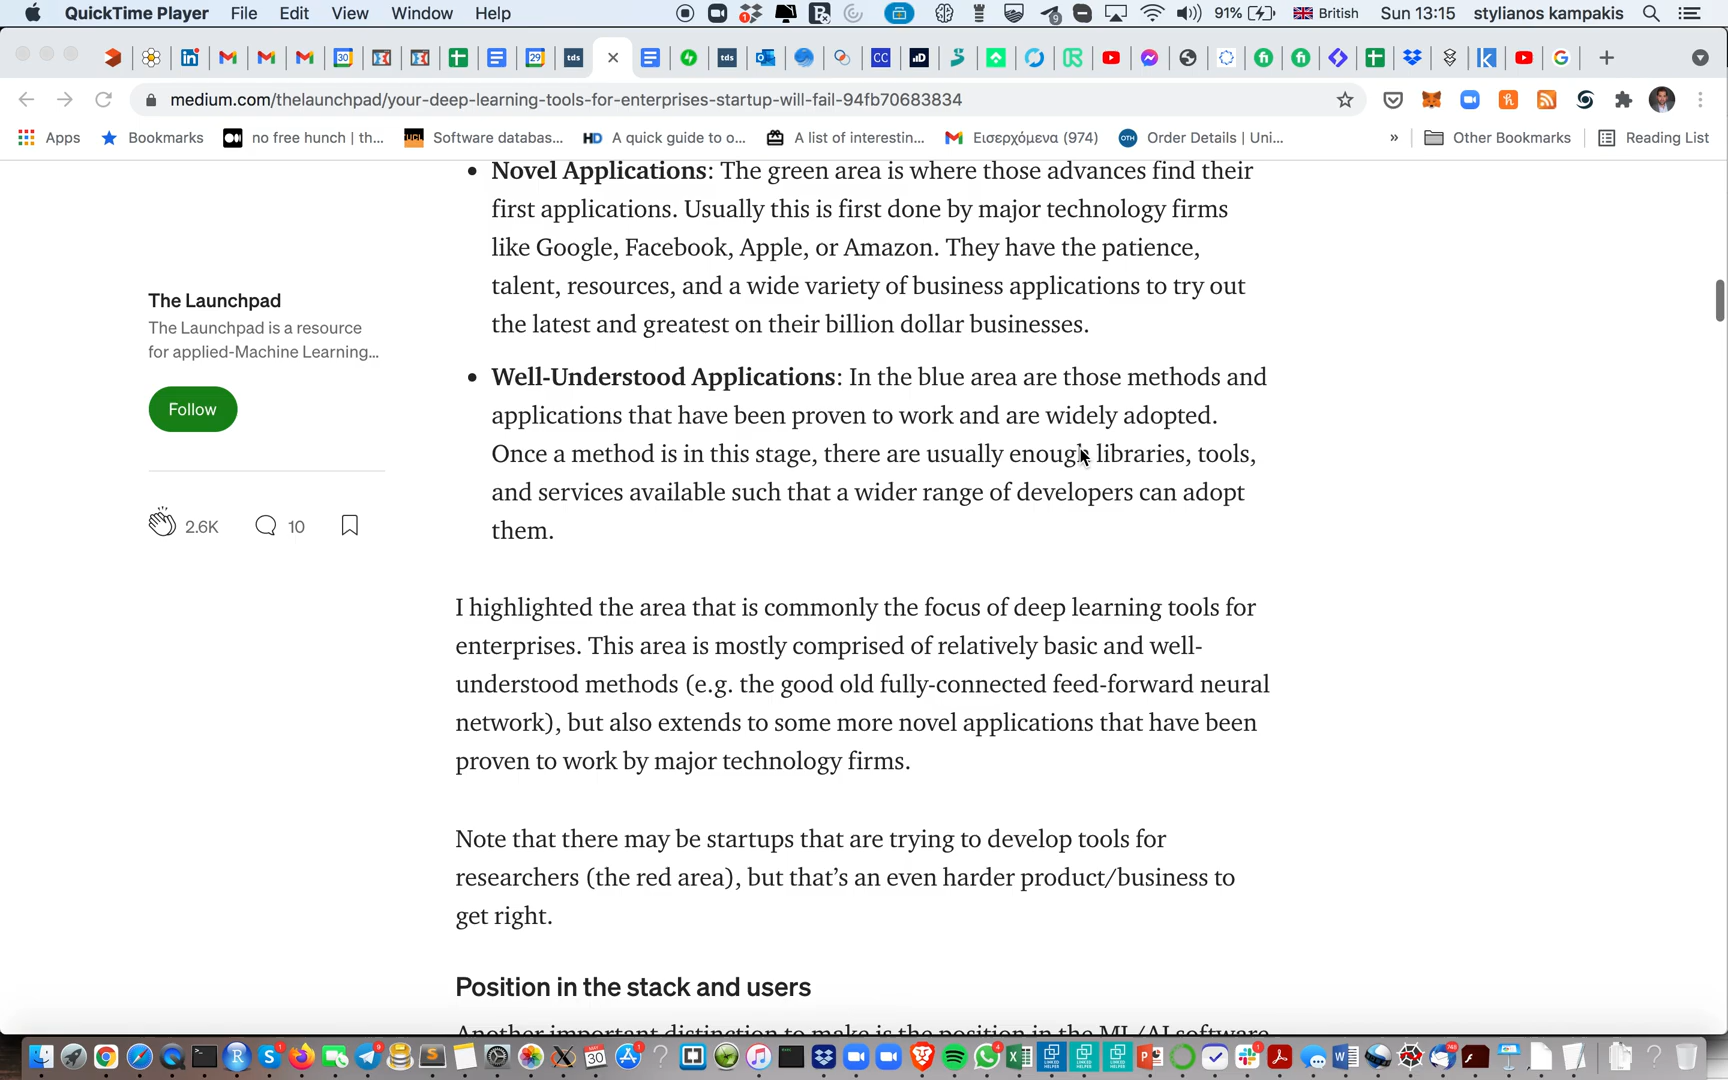 QuickTime Player File Edit View Window Help 91% British Sun 13:15 stylianos kampakis
medium.com/thelaunchpad/your-deep-learning-tools-for-enterprises-startup-will-fail-94fb70683834
Apps Bookmarks no free hunch | th... Software databas... A quick guide to o... A list of interestin... Εισερχόμενα (974) Order Details | Uni... » Other Bookmarks Reading List
• Novel Applications: The green area is where those advances find their
first applications. Usually this is first done by major technology firms
like Google, Facebook, Apple, or Amazon. They have the patience,
talent, resources, and a wide variety of business applications to try out
the latest and greatest on their billion dollar businesses.
The Launchpad
The Launchpad is a resource
for applied-Machine Learning...
Follow
2.6K 10
• Well-Understood Applications: In the blue area are those methods and
applications that have been proven to work and are widely adopted.
Once a method is in this stage, there are usually enough libraries, tools,
and services available such that a wider range of developers can adopt
them.
I highlighted the area that is commonly the focus of deep learning tools for
enterprises. This area is mostly comprised of relatively basic and well-
understood methods (e.g. the good old fully-connected feed-forward neural
network), but also extends to some more novel applications that have been
proven to work by major technology firms.
Note that there may be startups that are trying to develop tools for
researchers (the red area), but that's an even harder product/business to
get right.
Position in the stack and users
Another important distinction to make is the position in the ML/AI software